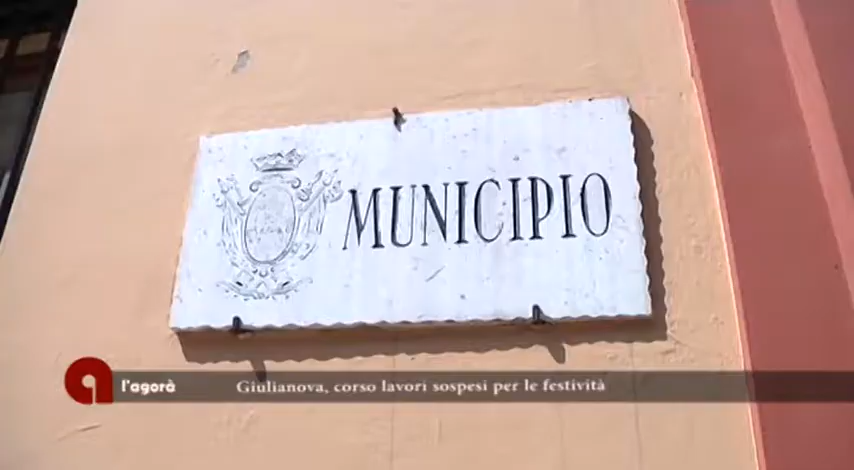 MUNICIPIO
l'agorà
Giulianova, corso lavori sospesi per le festività